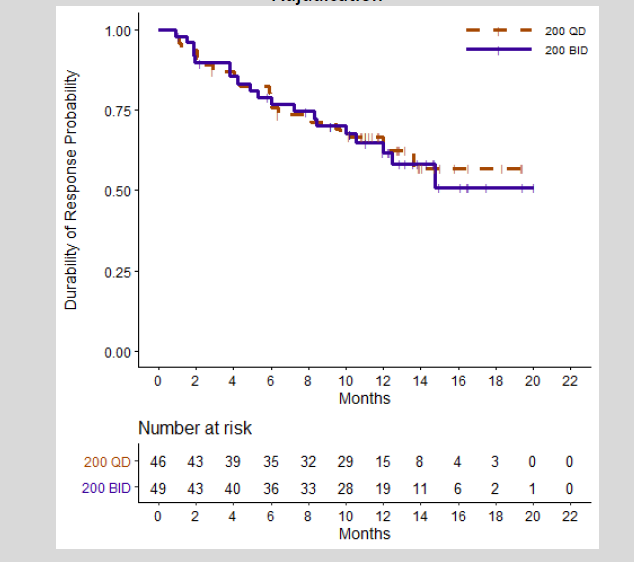 1.00
200 QD
200 BID
0.75
0.50
0.25
0.00
Durability of Response Probability
0 2 4 6 8 10 12 14 16 18 20 22
Months
Number at risk
200 QD 46 43 39 35 32 29 15 8 4 3 0 0
200 BID 49 43 40 36 33 28 19 11 6 2 1 0
0 2 4 6 8 10 12 14 16 18 20 22
Months